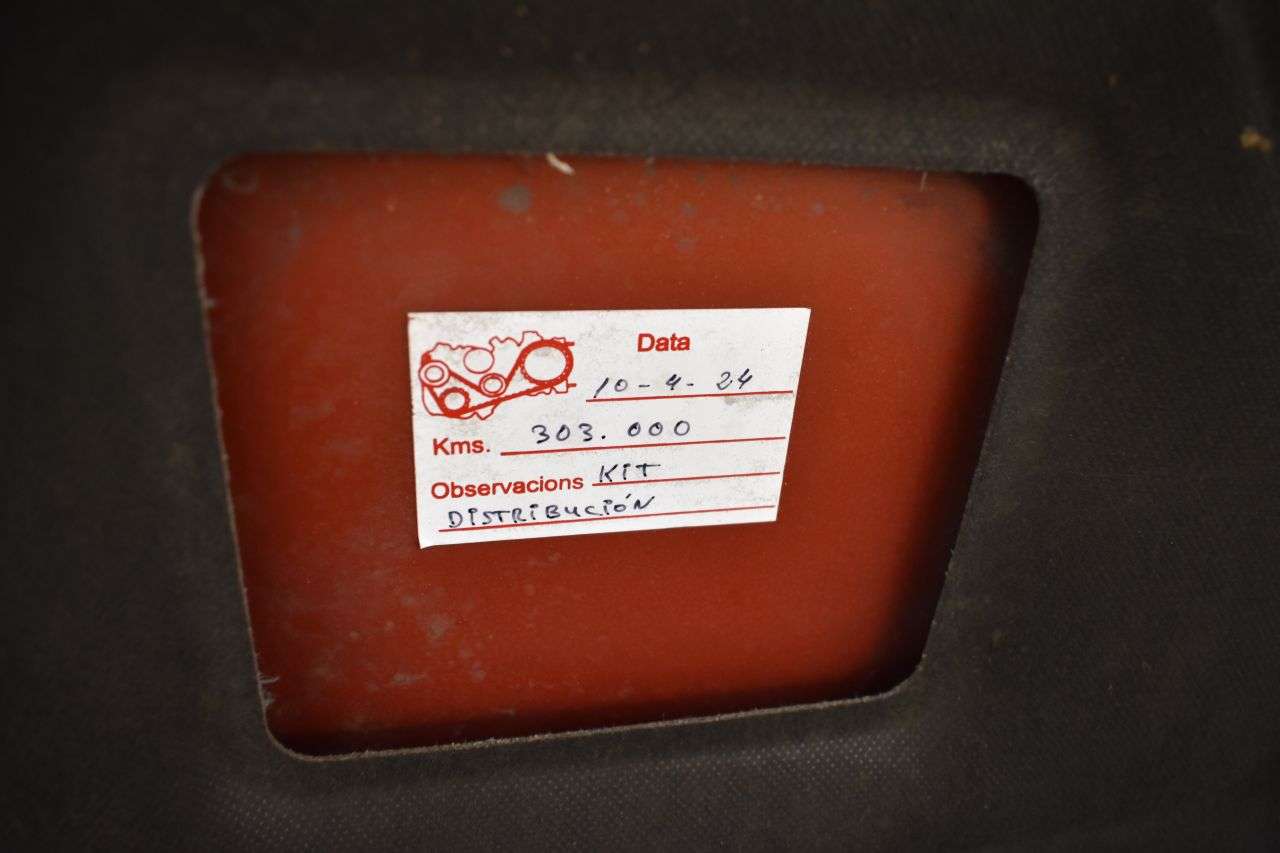 Data
10-4-24
Kms. 303.000
Observacions KIT
DISTRIBUCIÓN